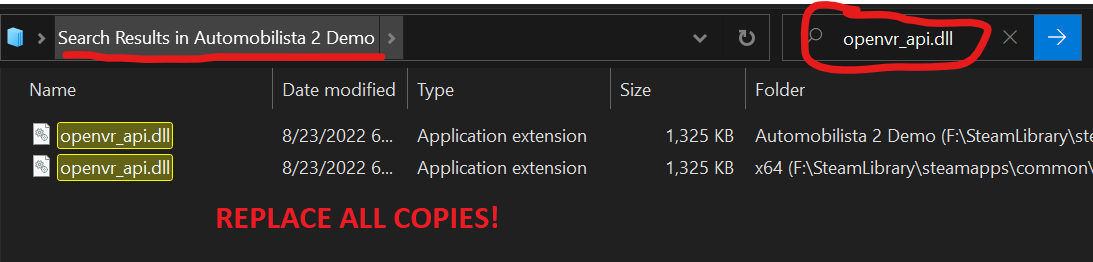 Search Results in Automobilista 2 Demo openvr_api.dll
Name Date modified Type Size Folder
openvr_api.dll 8/23/2022 6... Application extension 1,325 KB Automobilista 2 Demo (F:\SteamLibrary\ste
openvr_api.dll 8/23/2022 6... Application extension 1,325 KB x64 (F:\SteamLibrary\steamapps\common\
REPLACE ALL COPIES!